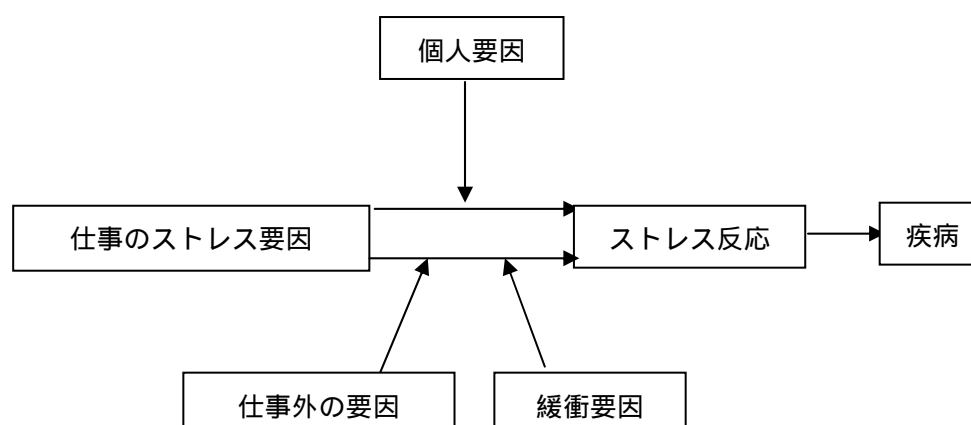 個人要因
仕事のストレス要因
ストレス反応
疾病
仕事外の要因
緩衝要因